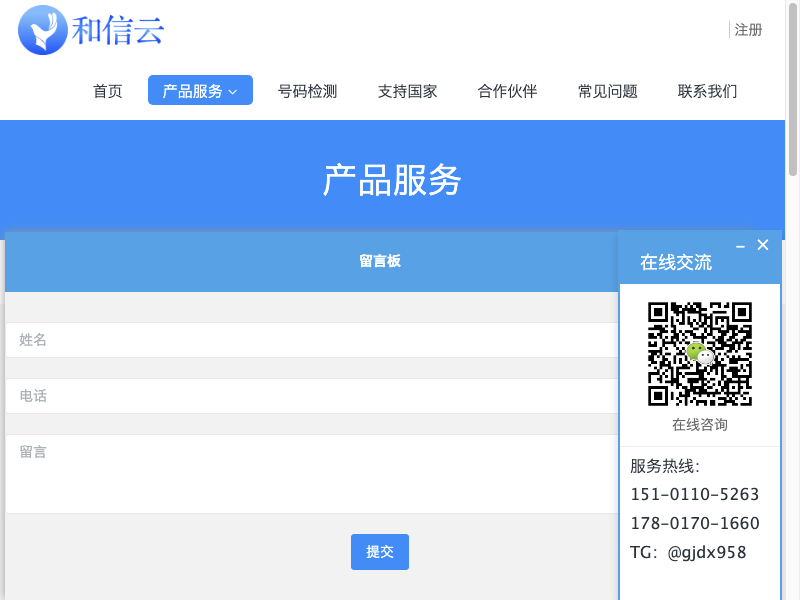 和信云
注册
首页
产品服务
号码检测
支持国家
合作伙伴
常见问题
联系我们
产品服务
留言板
姓名
电话
留言
提交
在线交流
在线咨询
服务热线：
151-0110-5263
178-0170-1660
TG：@gjdx958